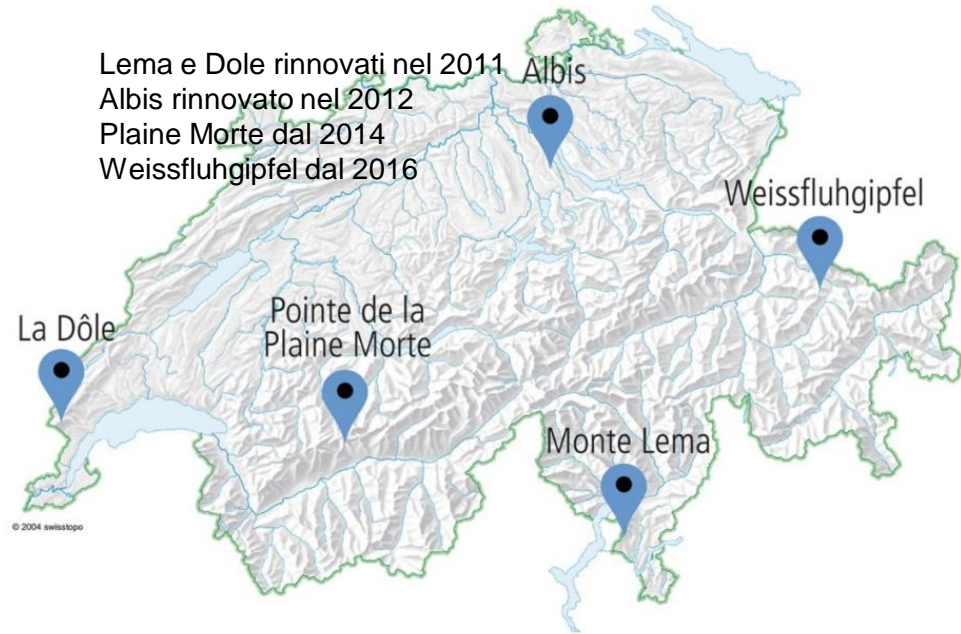 Lema e Dole rinnovati nel 2011
Albis rinnovato nel 2012
Plaine Morte dal 2014
Weissfluhgipfel dal 2016
Albis
Weissfluhgipfel
La Dôle
Pointe de la
Plaine Morte
Monte Lema
© 2004 swisstopo